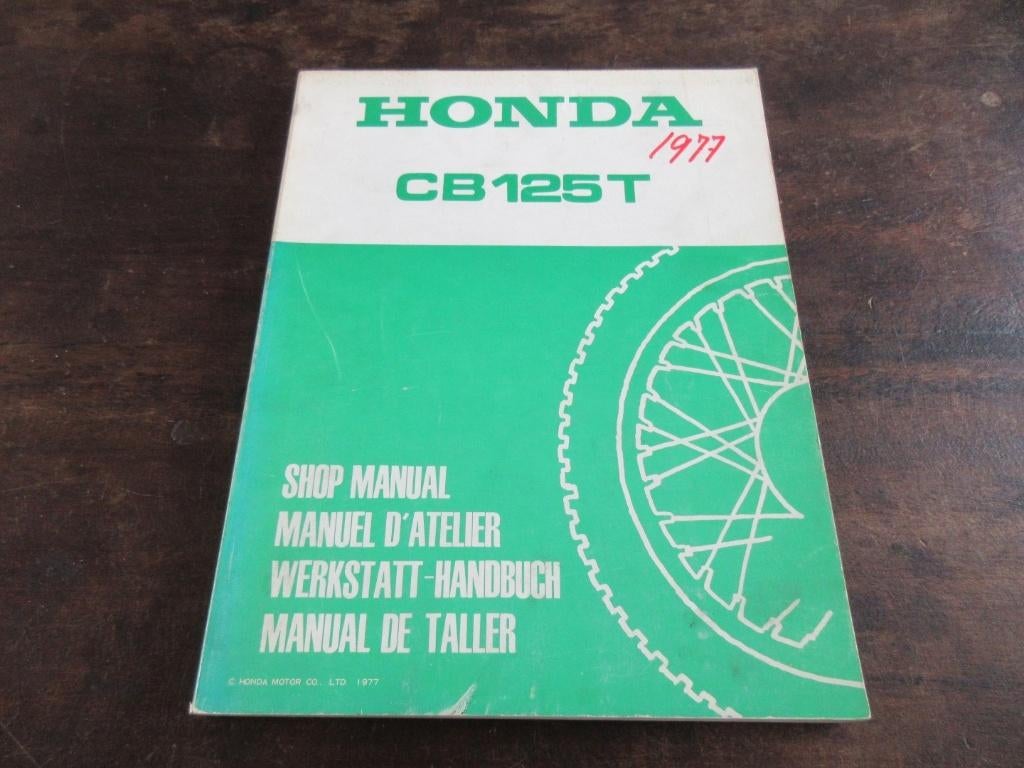 HONDA
1977
CB125T
SHOP MANUAL
MANUEL D'ATELIER
WERKSTATT-HANDBUCH
MANUAL DE TALLER
© HONDA MOTOR CO., LTD. 1977